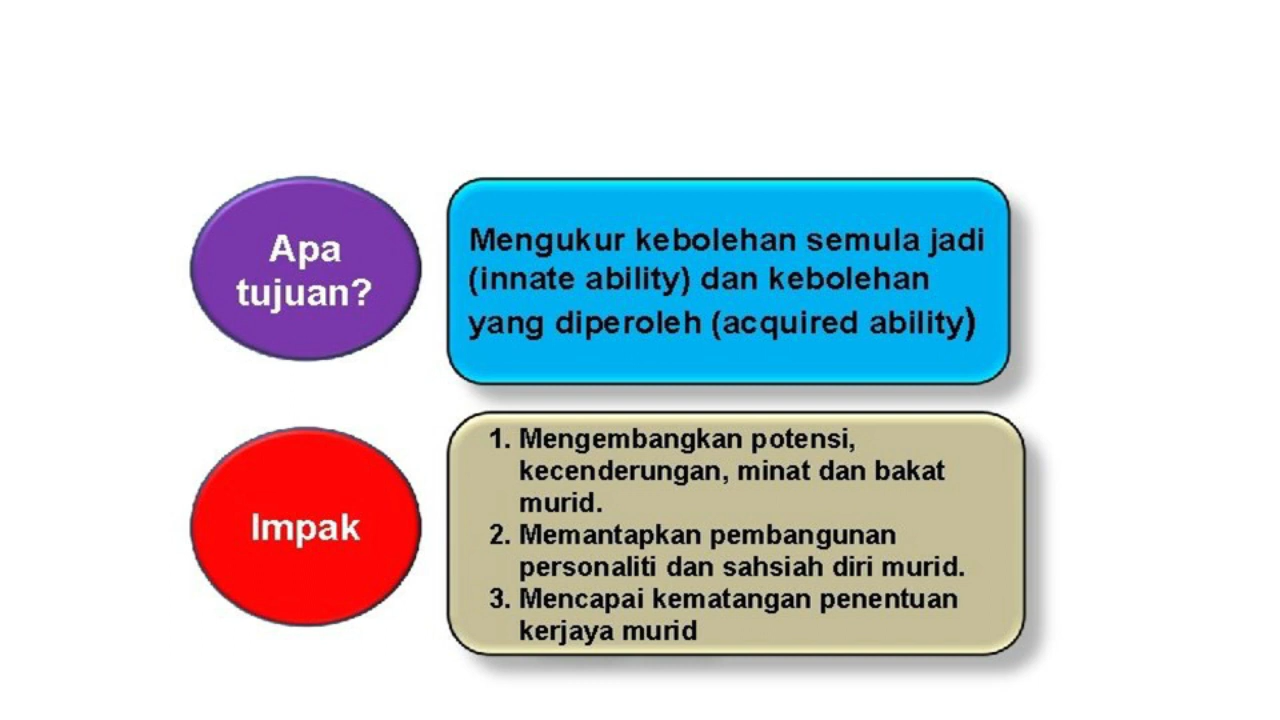 Apa
tujuan?
Mengukur kebolehan semula jadi
(innate ability) dan kebolehan
yang diperoleh (acquired ability)
Impak
1. Mengembangkan potensi,
kecenderungan, minat dan bakat
murid.
2. Memantapkan pembangunan
personaliti dan sahsiah diri murid.
3. Mencapai kematangan penentuan
kerjaya murid